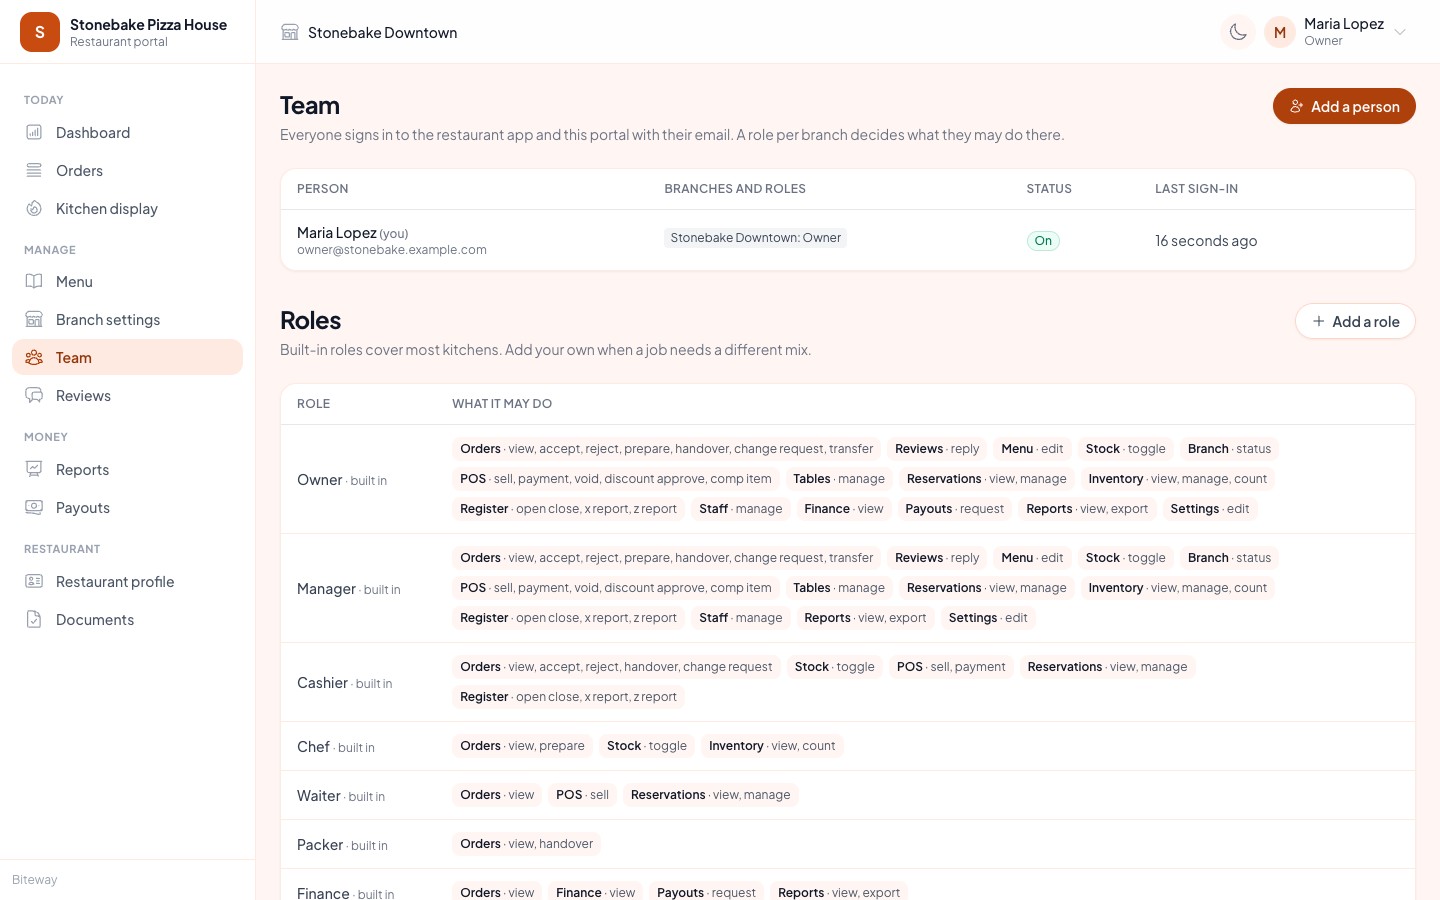 S
Stonebake Pizza House
Restaurant portal
Stonebake Downtown
M
Maria Lopez
Owner
TODAY
Dashboard
Orders
Kitchen display
MANAGE
Menu
Branch settings
Team
Reviews
MONEY
Reports
Payouts
RESTAURANT
Restaurant profile
Documents
Biteway
Team
Add a person
Everyone signs in to the restaurant app and this portal with their email. A role per branch decides what they may do there.
PERSON BRANCHES AND ROLES STATUS LAST SIGN-IN
Maria Lopez (you)
owner@stonebake.example.com
Stonebake Downtown: Owner
On
16 seconds ago
Roles
Add a role
Built-in roles cover most kitchens. Add your own when a job needs a different mix.
ROLE WHAT IT MAY DO
Owner · built in
Orders · view, accept, reject, prepare, handover, change request, transfer Reviews · reply Menu · edit Stock · toggle Branch · status
POS · sell, payment, void, discount approve, comp item Tables · manage Reservations · view, manage Inventory · view, manage, count
Register · open close, x report, z report Staff · manage Finance · view Payouts · request Reports · view, export Settings · edit
Manager · built in
Orders · view, accept, reject, prepare, handover, change request, transfer Reviews · reply Menu · edit Stock · toggle Branch · status
POS · sell, payment, void, discount approve, comp item Tables · manage Reservations · view, manage Inventory · view, manage, count
Register · open close, x report, z report Staff · manage Reports · view, export Settings · edit
Cashier · built in
Orders · view, accept, reject, handover, change request Stock · toggle POS · sell, payment Reservations · view, manage
Register · open close, x report, z report
Chef · built in
Orders · view, prepare Stock · toggle Inventory · view, count
Waiter · built in
Orders · view POS · sell Reservations · view, manage
Packer · built in
Orders · view, handover
Finance · built in
Orders · view Finance · view Payouts · request Reports · view, export